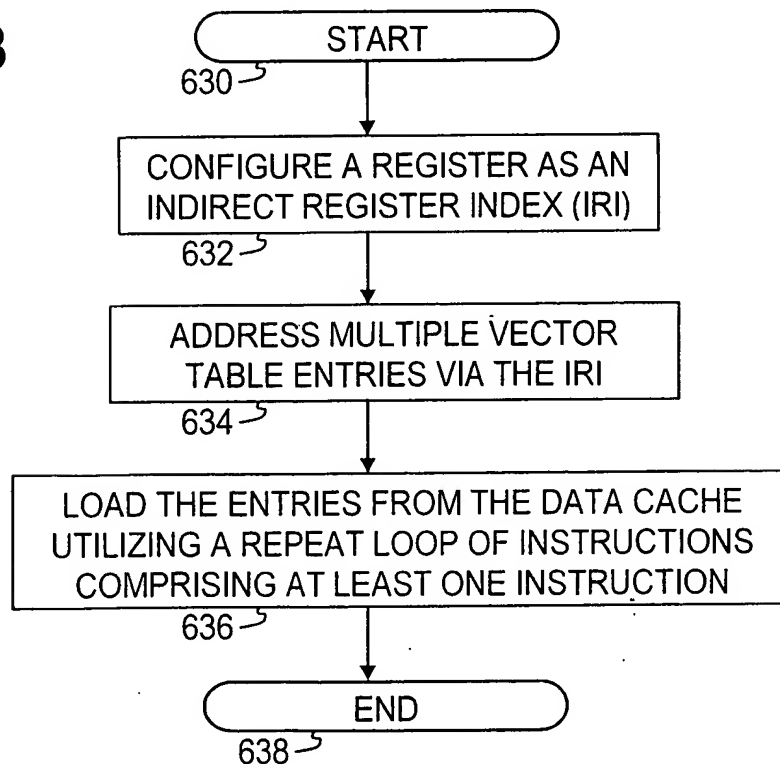 START
630
CONFIGURE A REGISTER AS AN
INDIRECT REGISTER INDEX (IRI)
632
ADDRESS MULTIPLE VECTOR
TABLE ENTRIES VIA THE IRI
634
LOAD THE ENTRIES FROM THE DATA CACHE
UTILIZING A REPEAT LOOP OF INSTRUCTIONS
COMPRISING AT LEAST ONE INSTRUCTION
636
END
638